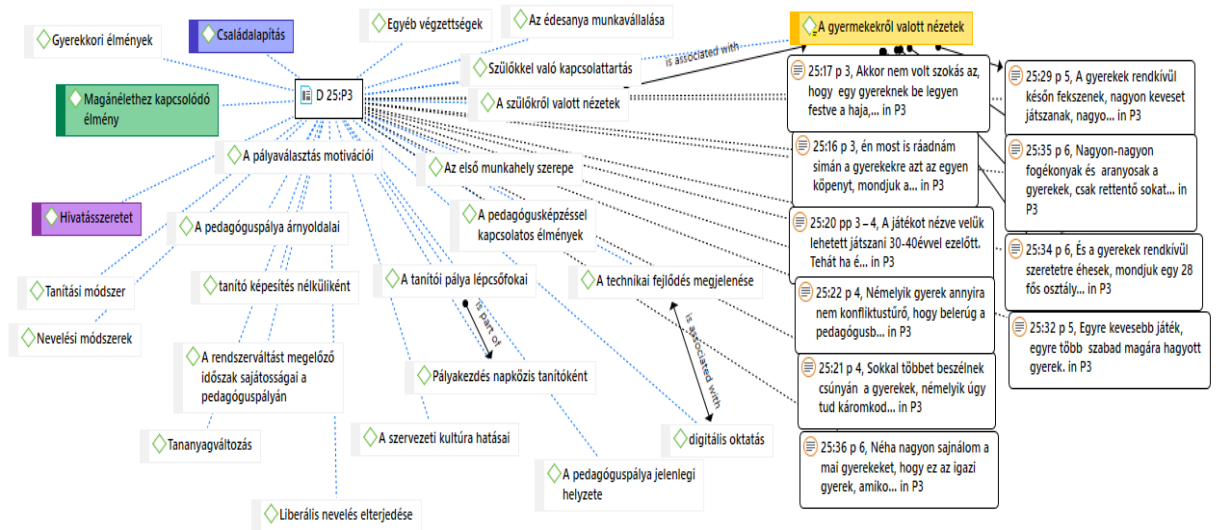 Gyerekkori élmények
Családalapítás
Egyéb végzettségek
Az édesanya munkavállalása
is associated with
A gyermekekről valott nézetek
Magánélethez kapcsolódó
élmény
D 25:P3
Szülőkkel való kapcsolattartás
A szülőkről valott nézetek
A pályaválasztás motivációi
Az első munkahely szerepe
Hívatásszeretet
A pedagóguspálya árnyoldalai
A pedagógusképzéssel
kapcsolatos élmények
Tanítási módszer
tanító képesítés nélküliként
A tanítói pálya lépcsőfokai
A technikai fejlődés megjelenése
is part of
is associated with
Nevelési módszerek
A rendszerváltást megelőző
időszak sajátosságai a
pedagóguspályán
Pályakezdés napközis tanítóként
Tananyagváltozás
A szervezeti kultúra hatásai
digitális oktatás
A pedagóguspálya jelenlegi
helyzete
Liberális nevelés elterjedése
25:17 p 3, Akkor nem volt szokás az,
hogy egy gyereknek be legyen
festve a haja,... in P3
25:16 p 3, én most is ráadnám
simán a gyerekekre azt az egyen
köpenyt, mondjuk a... in P3
25:20 pp 3 – 4, A játékot nézve velük
lehetett játszani 30-40évvel ezelőtt.
Tehát ha é... in P3
25:22 p 4, Némelyik gyerek annyira
nem konfliktustűrő, hogy belerúg a
pedagógusb... in P3
25:21 p 4, Sokkal többet beszélnek
csúnyán a gyerekek, némelyik úgy
tud káromkod... in P3
25:36 p 6, Néha nagyon sajnálom a
mai gyerekeket, hogy ez az igazi
gyerek, amiko... in P3
25:29 p 5, A gyerekek rendkívül
későn fekszenek, nagyon keveset
játszanak, nagyo... in P3
25:35 p 6, Nagyon-nagyon
fogékonyak és aranyosak a
gyerekek, csak rettentő sokat... in
P3
25:34 p 6, És a gyerekek rendkívül
szeretetre éhesek, mondjuk egy 28
fős osztály... in P3
25:32 p 5, Egyre kevesebb játék,
egyre több szabad magára hagyott
gyerek. in P3